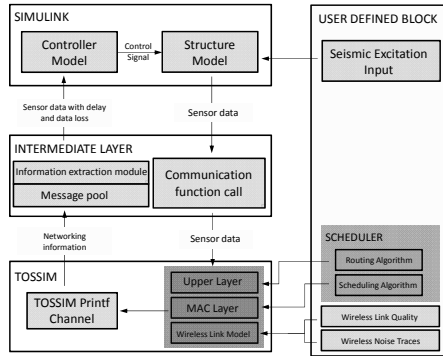 SIMULINK
USER DEFINED BLOCK
Controller
Model
Control
Signal
Structure
Model
Seismic Excitation
Input
Sensor data with delay
and data loss
Sensor data
INTERMEDIATE LAYER
Information extraction module
Message pool
Communication
function call
Networking
information
Sensor data
SCHEDULER
Routing Algorithm
Scheduling Algorithm
TOSSIM
Upper Layer
MAC Layer
Wireless Link Model
TOSSIM Printf
Channel
Wireless Link Quality
Wireless Noise Traces